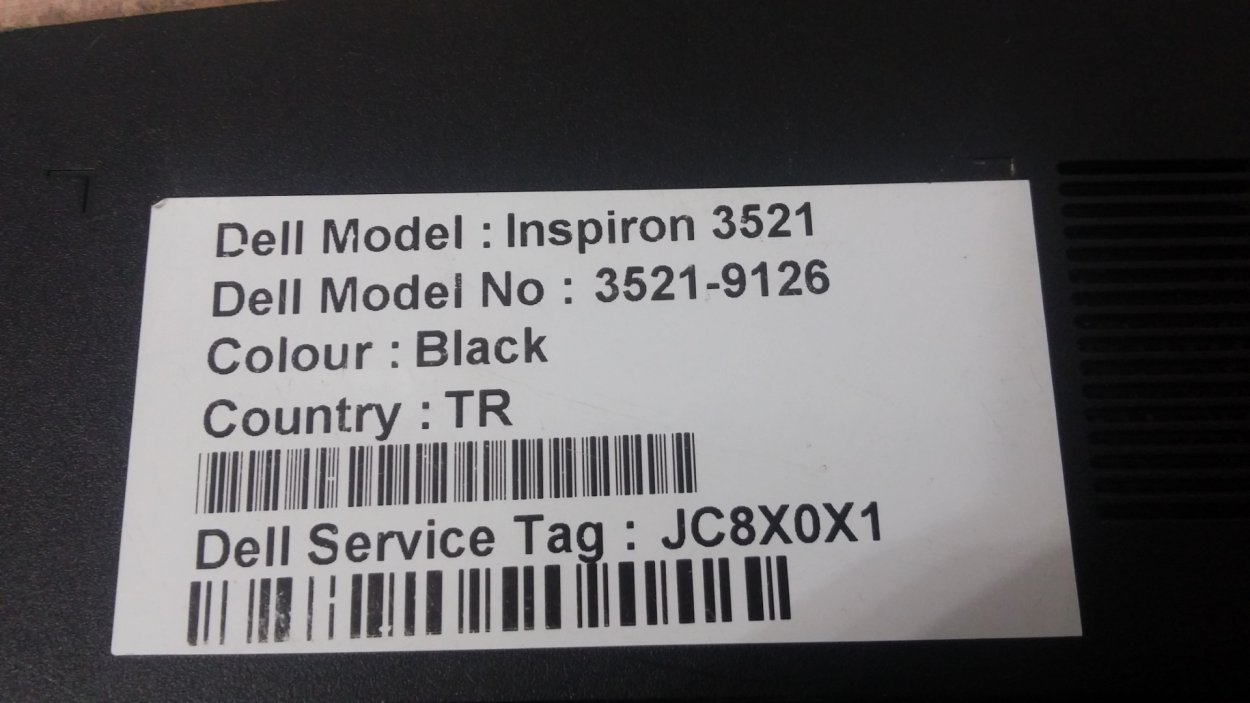 Dell Model : Inspiron 3521
Dell Model No : 3521-9126
Colour : Black
Country : TR
Dell Service Tag : JC8X0X1